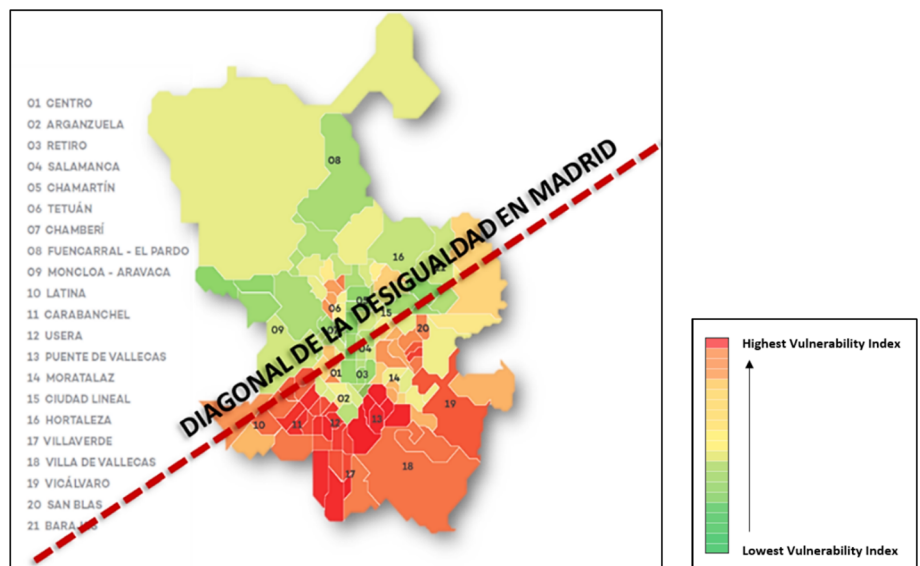 01 CENTRO
02 ARGANZUELA
03 RETIRO
04 SALAMANCA
05 CHAMARTÍN
06 TETUÁN
07 CHAMBERÍ
08 FUENCARRAL - EL PARDO
09 MONCLOA - ARAVACA
10 LATINA
11 CARABANCHEL
12 USERA
13 PUENTE DE VALLECAS
14 MORATALAZ
15 CIUDAD LINEAL
16 HORTALEZA
17 VILLAVERDE
18 VILLA DE VALLECAS
19 VICÁLVARO
20 SAN BLAS
21 BARAJAS
DIAGONAL DE LA DESIGUALDAD EN MADRID
08
16
06
15
09
20
04
01
03
14
02
19
10
11
12
13
17
18
Highest Vulnerability Index
Lowest Vulnerability Index